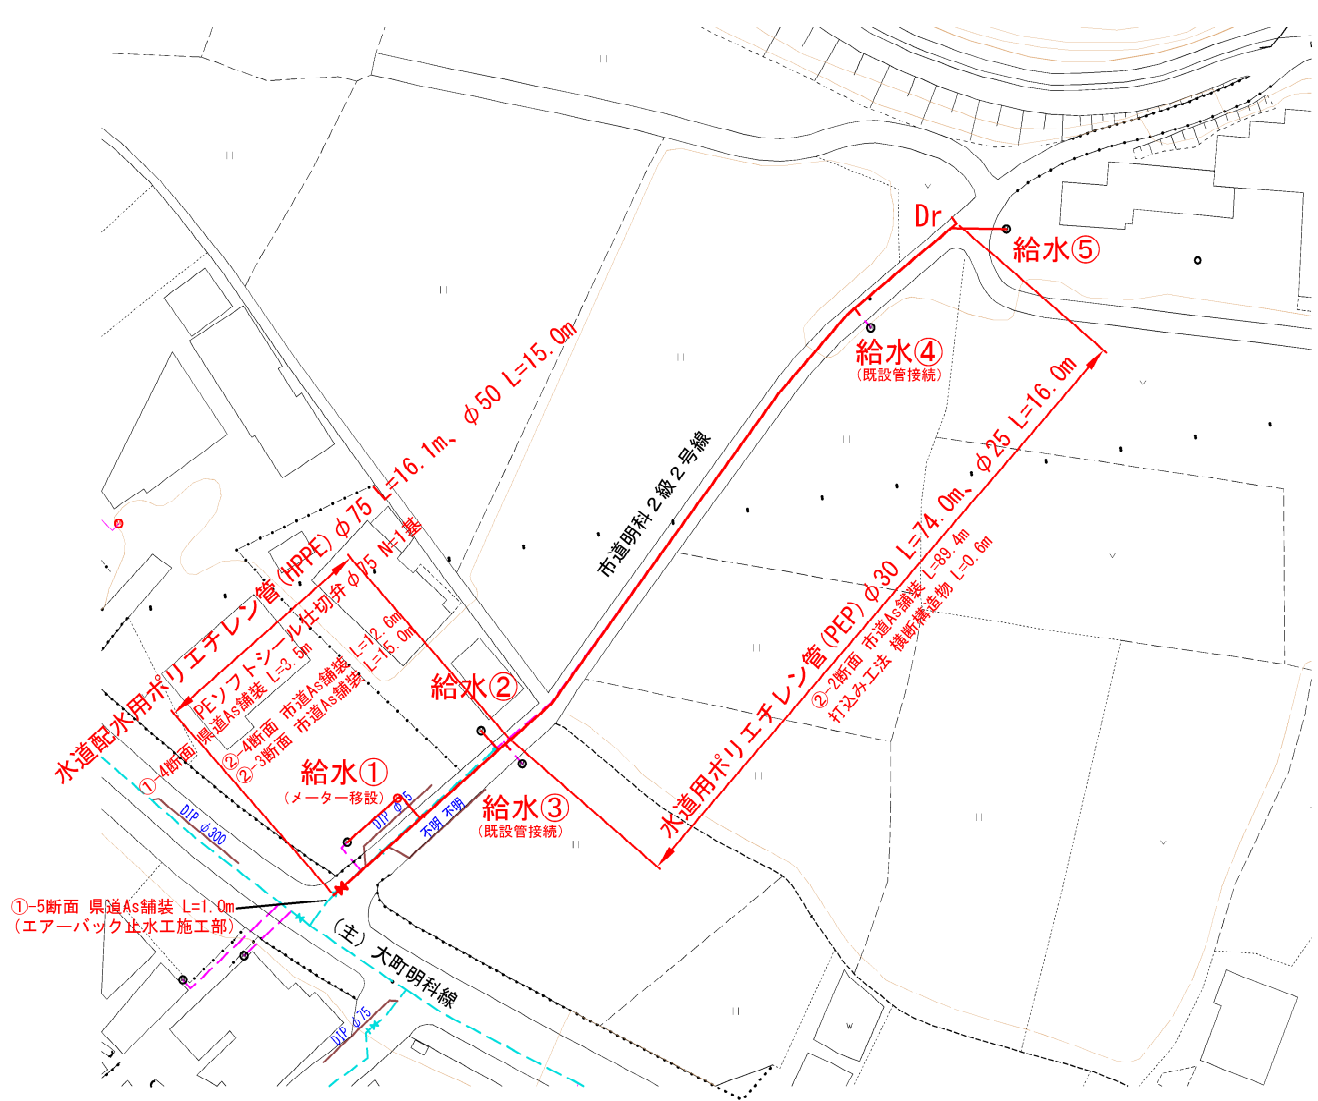 Dr
給水⑤
給水④
(既設管接続)
水道配水用ポリエチレン管(HPPE)φ75 L=16.1m、φ50 L=15.0m
PEソフトシール仕切弁φ75 N=1基
①-4断面 県道As舗装 L=3.5m
②-4断面 市道As舗装 L=12.6m
②-3断面 市道As舗装 L=15.0m
市道明科2級2号線
水道用ポリエチレン管(PEP)φ30 L=74.0m、φ25 L=16.0m
②-2断面 市道As舗装 L=89.4m
打込み工法 横断構造物 L=0.6m
給水②
給水①
(メーター移設)
給水③
(既設管接続)
DIP φ300
DIP φ75
不明 不明
①-5断面 県道As舗装 L=1.0m
(エアーバック止水工施工部)
(主)大町明科線
DIP φ75